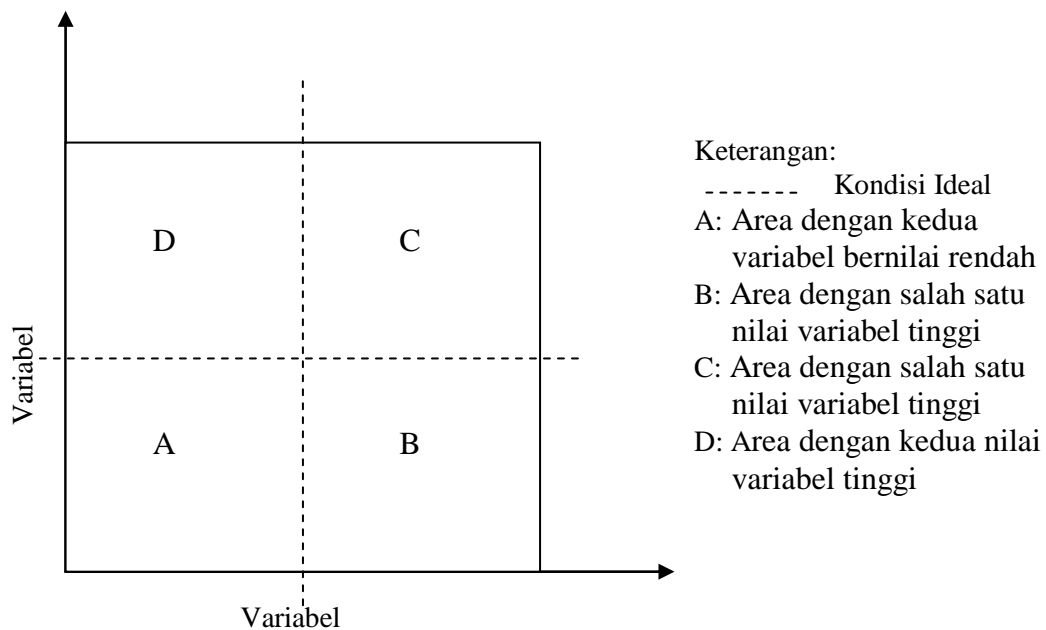 Keterangan:
------- Kondisi Ideal
A: Area dengan kedua
variabel bernilai rendah
B: Area dengan salah satu
nilai variabel tinggi
C: Area dengan salah satu
nilai variabel tinggi
D: Area dengan kedua nilai
variabel tinggi
D
C
Variabel
A
B
Variabel